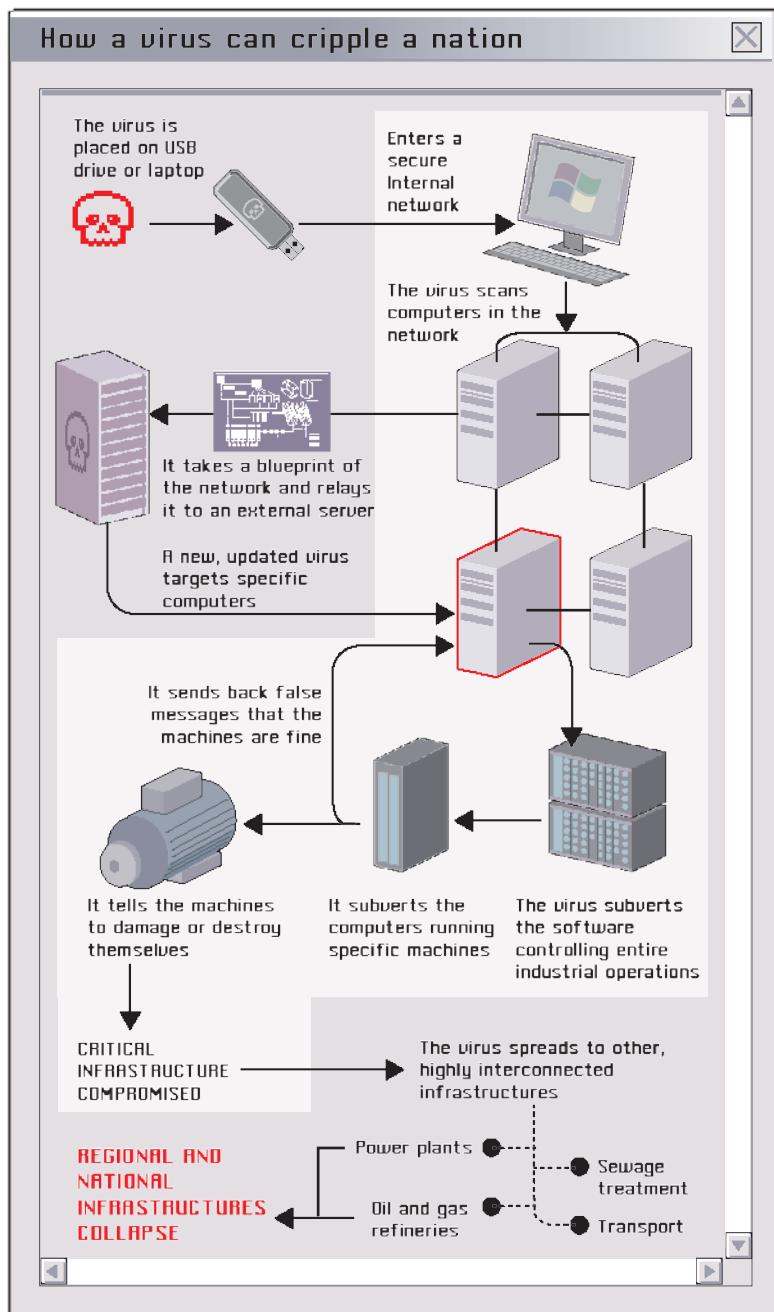 How a virus can cripple a nation
The virus is
placed on USB
drive or laptop
Enters a
secure
Internal
network
The virus scans
computers in the
network
It takes a blueprint of
the network and relays
it to an external server
A new, updated virus
targets specific
computers
It sends back false
messages that the
machines are fine
It tells the machines
to damage or destroy
themselves
It subverts the
computers running
specific machines
The virus subverts
the software
controlling entire
industrial operations
CRITICAL
INFRASTRUCTURE
COMPROMISED
The virus spreads to other,
highly interconnected
infrastructures
Power plants
Sewage
treatment
Oil and gas
refineries
Transport
REGIONAL AND
NATIONAL
INFRASTRUCTURES
COLLAPSE